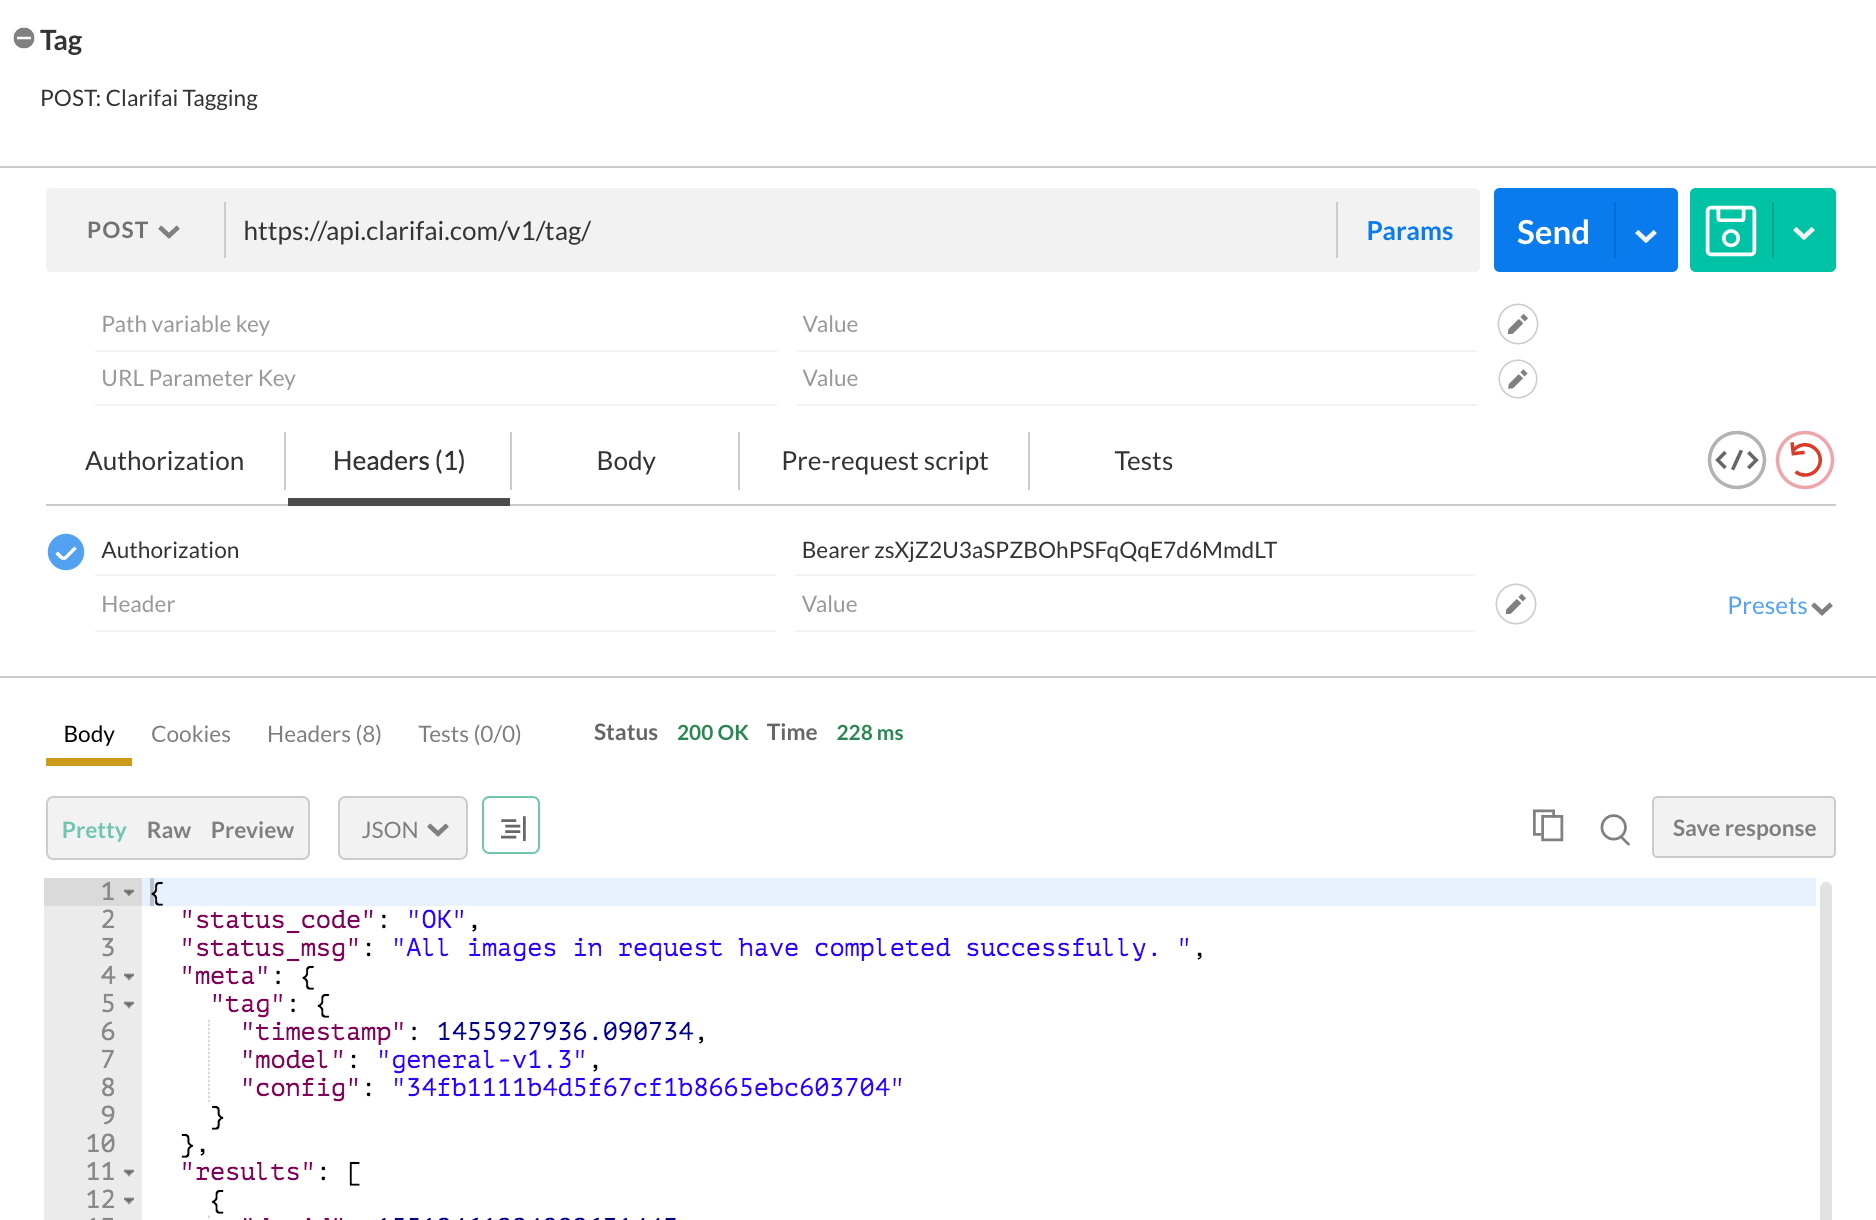 Tag
POST: Clarifai Tagging
POST https://api.clarifai.com/v1/tag/ Params Send
Path variable key Value
URL Parameter Key Value
Authorization Headers (1) Body Pre-request script Tests
Authorization Bearer zsXjZ2U3aSPZBOhPSFqQqE7d6MmdLT
Header Value Presets
Body Cookies Headers (8) Tests (0/0) Status 200 OK Time 228 ms
Pretty Raw Preview JSON Save response
1 {
2 "status_code": "OK",
3 "status_msg": "All images in request have completed successfully. ",
4 "meta": {
5 "tag": {
6 "timestamp": 1455927936.090734,
7 "model": "general-v1.3",
8 "config": "34fb1111b4d5f67cf1b8665ebc603704"
9 }
10 },
11 "results": [
12 {